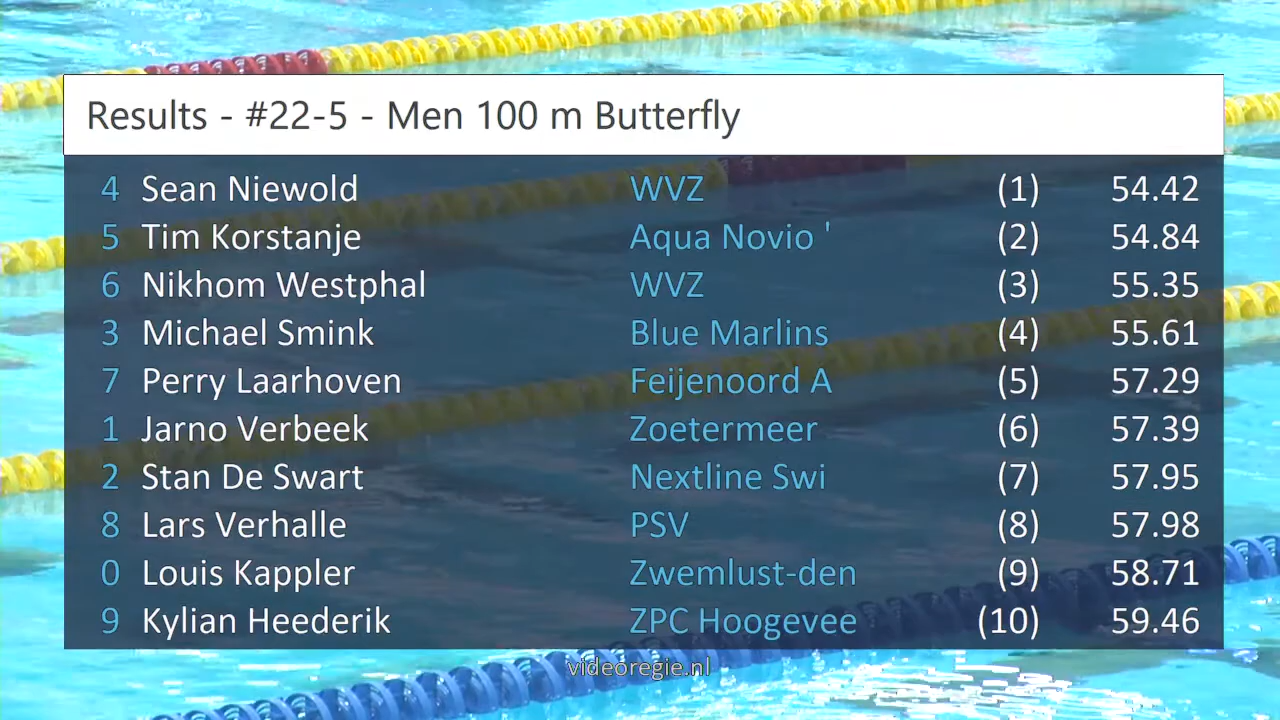 Results - #22-5 - Men 100 m Butterfly
4 Sean Niewold WVZ (1) 54.42
5 Tim Korstanje Aqua Novio ' (2) 54.84
6 Nikhom Westphal WVZ (3) 55.35
3 Michael Smink Blue Marlins (4) 55.61
7 Perry Laarhoven Feijenoord A (5) 57.29
1 Jarno Verbeek Zoetermeer (6) 57.39
2 Stan De Swart Nextline Swi (7) 57.95
8 Lars Verhalle PSV (8) 57.98
0 Louis Kappler Zwemlust-den (9) 58.71
9 Kylian Heederik ZPC Hoogevee (10) 59.46
videoregie.nl